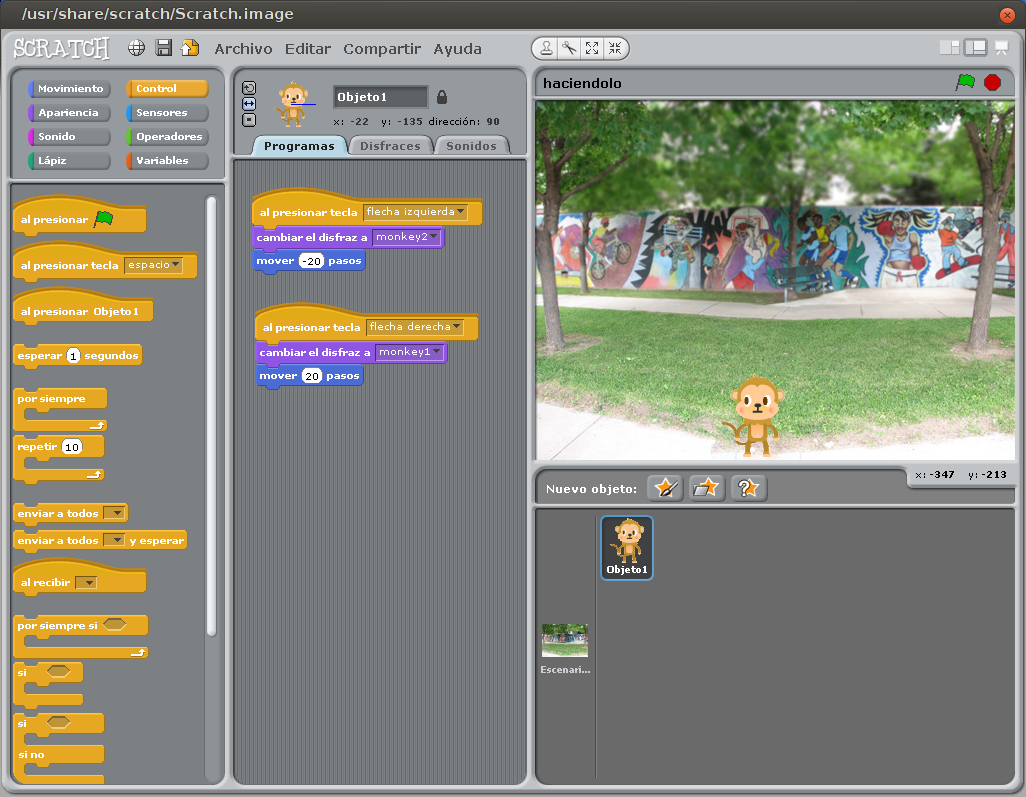 /usr/share/scratch/Scratch.image
SCRATCH Archivo Editar Compartir Ayuda
Movimiento Control
Apariencia Sensores
Sonido Operadores
Lápiz Variables
al presionar
al presionar tecla espacio
al presionar Objeto1
esperar 1 segundos
por siempre
repetir 10
enviar a todos
enviar a todos y esperar
al recibir
por siempre si
si
si
si no
Objeto1
x: -22 y: -135 dirección: 90
Programas Disfraces Sonidos
al presionar tecla flecha izquierda
cambiar el disfraz a monkey2
mover -20 pasos
al presionar tecla flecha derecha
cambiar el disfraz a monkey1
mover 20 pasos
haciendolo
x: -347 y: -213
Nuevo objeto:
Objeto1
Escenari...